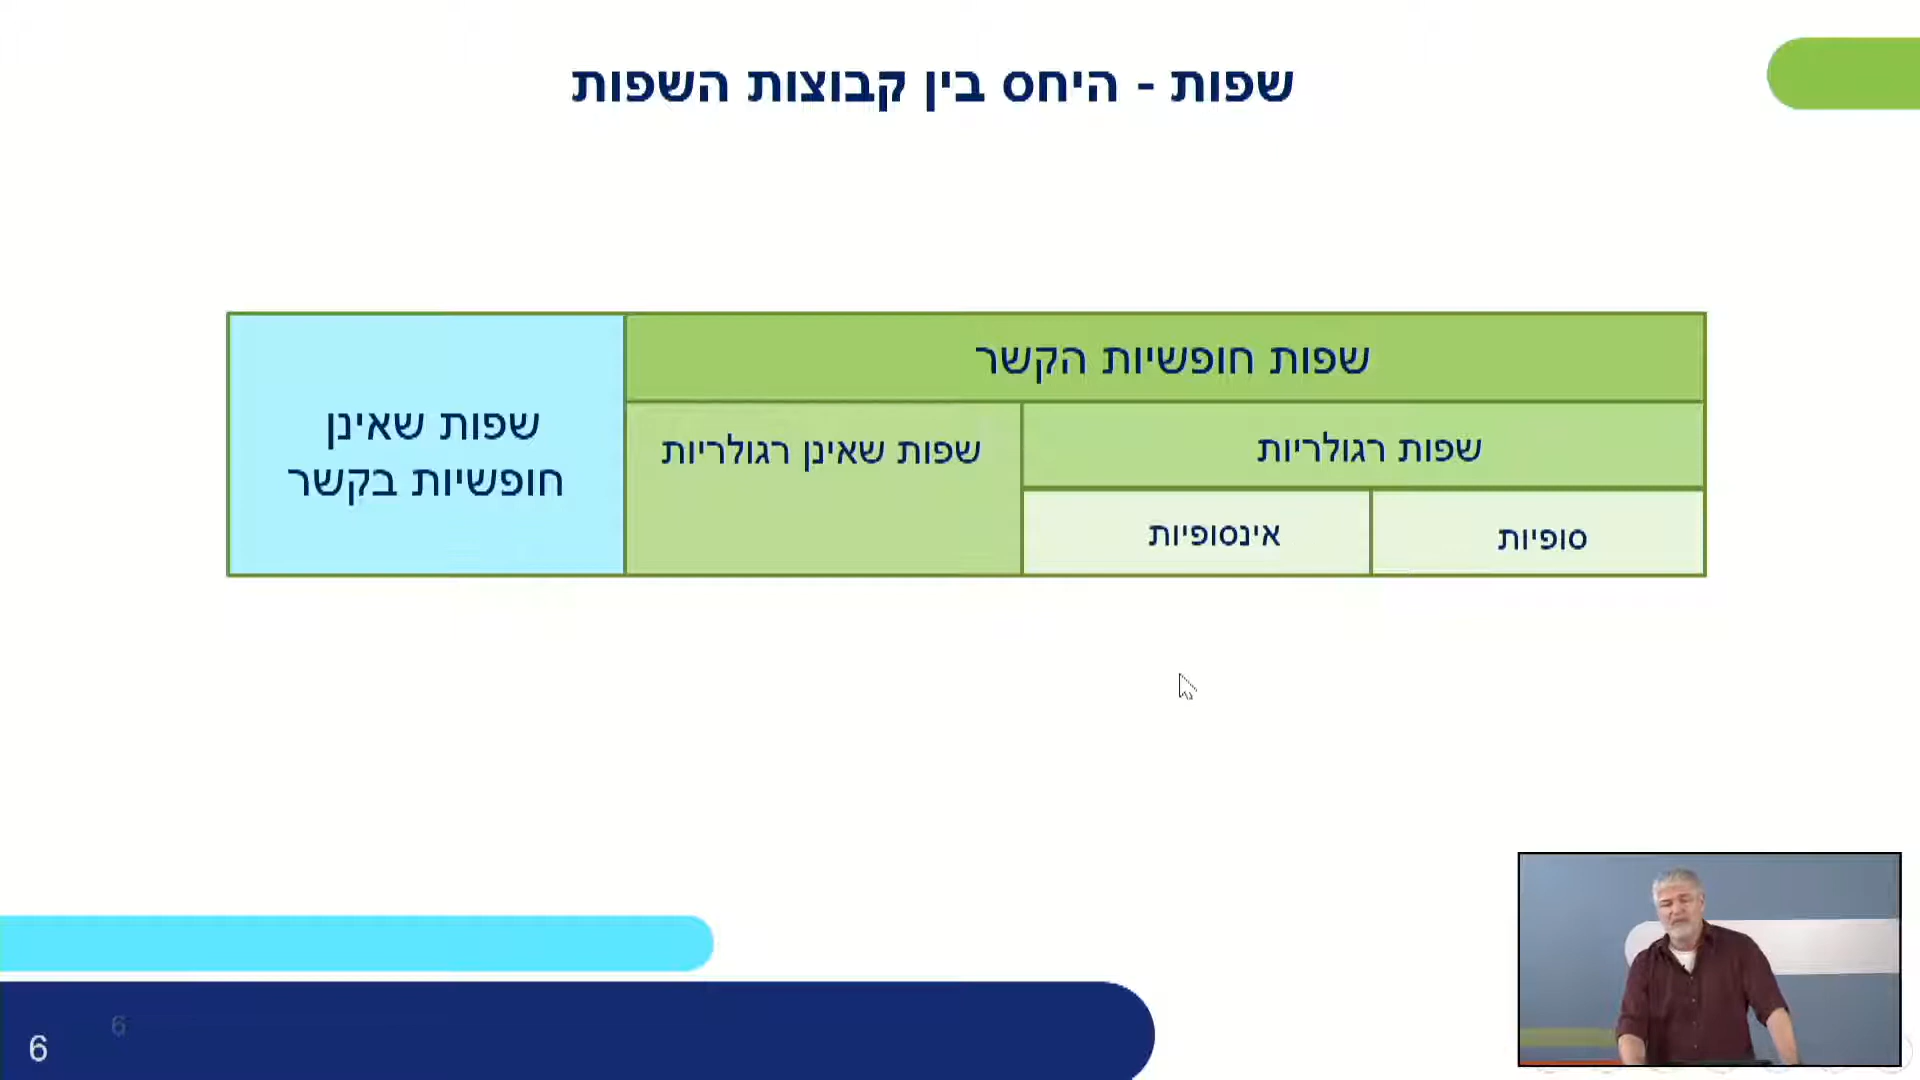 שפות - היחס בין קבוצות השפות
שפות חופשיות הקשר
שפות רגולריות
שפות שאינן רגולריות
שפות שאינן
חופשיות בקשר
סופיות
אינסופיות
6
6